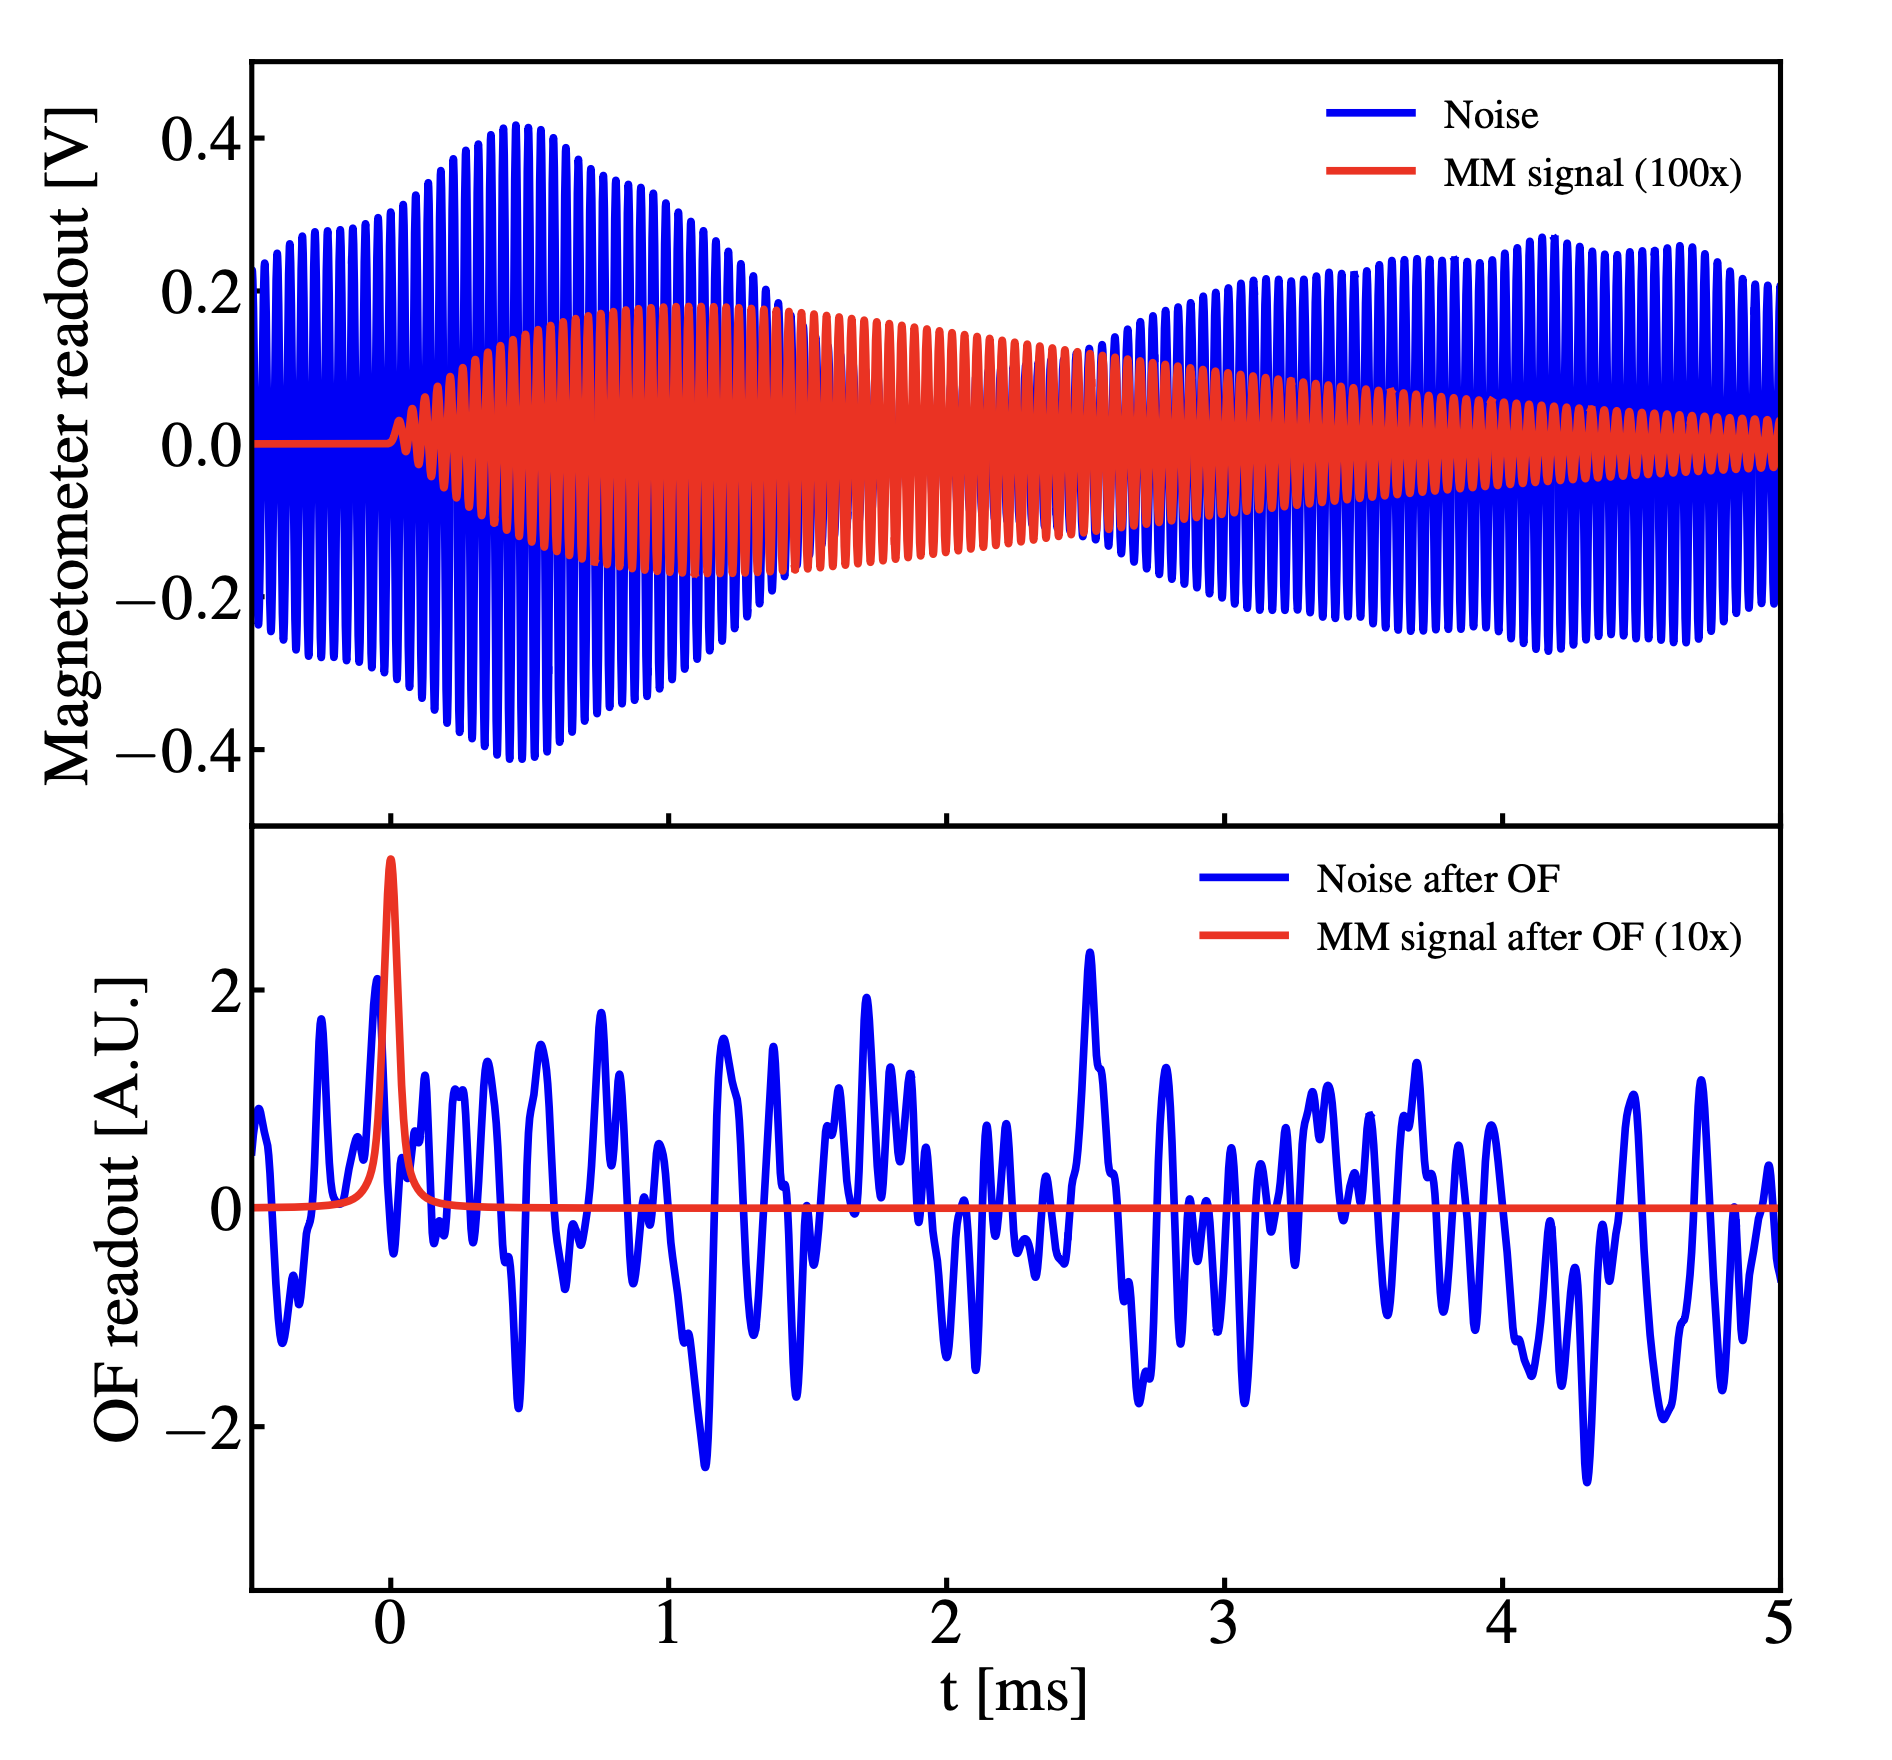 Magnetometer readout [V]
0.4
0.2
0.0
−0.2
−0.4
Noise
MM signal (100x)
OF readout [A.U.]
2
0
−2
Noise after OF
MM signal after OF (10x)
0 1 2 3 4 5
t [ms]